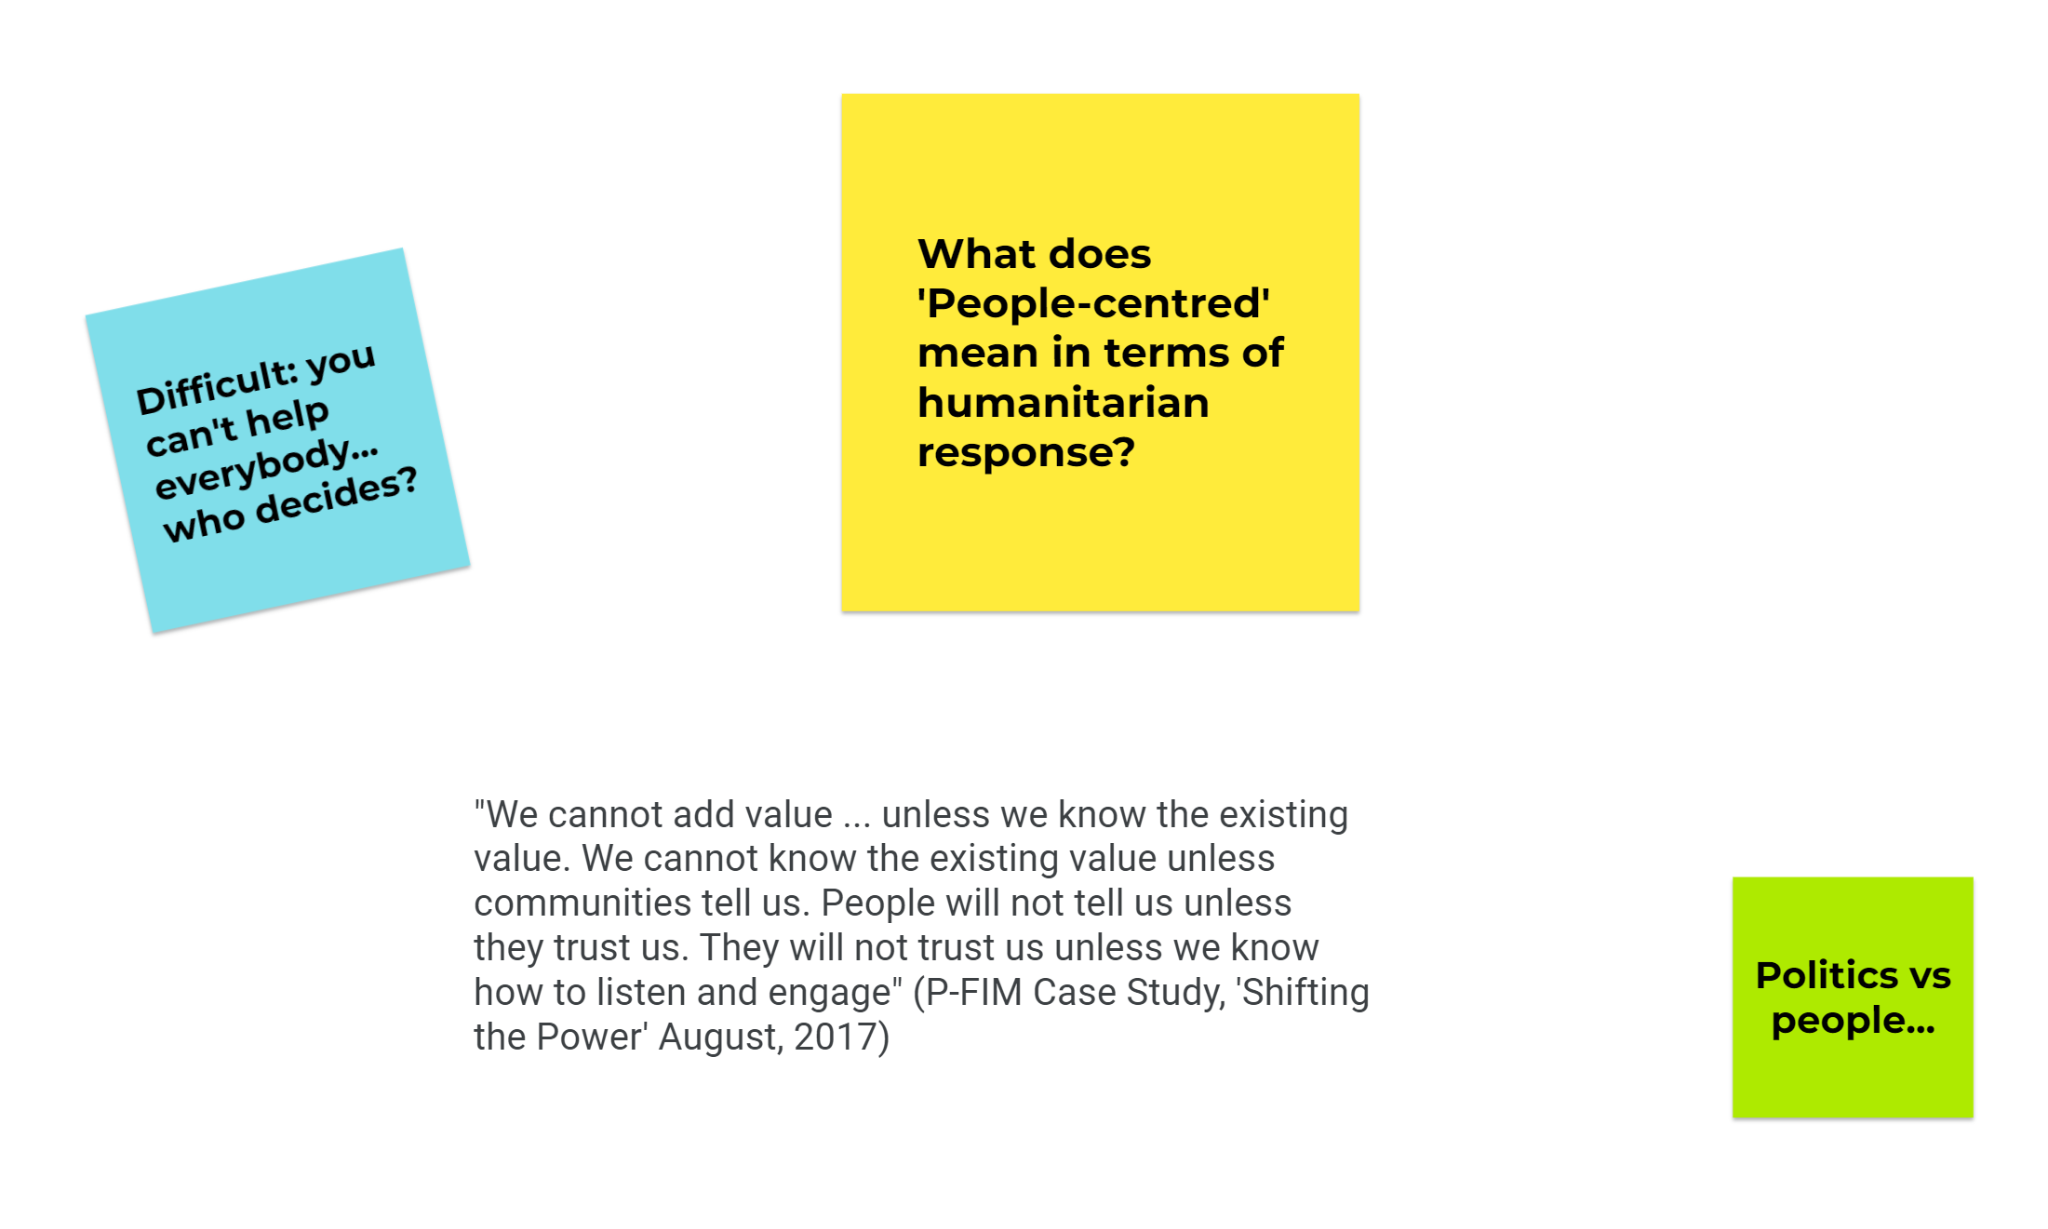 What does
'People-centred'
mean in terms of
humanitarian
response?
Difficult: you
can't help
everybody...
who decides?
"We cannot add value ... unless we know the existing
value. We cannot know the existing value unless
communities tell us. People will not tell us unless
they trust us. They will not trust us unless we know
how to listen and engage" (P-FIM Case Study, 'Shifting
the Power' August, 2017)
Politics vs
people...